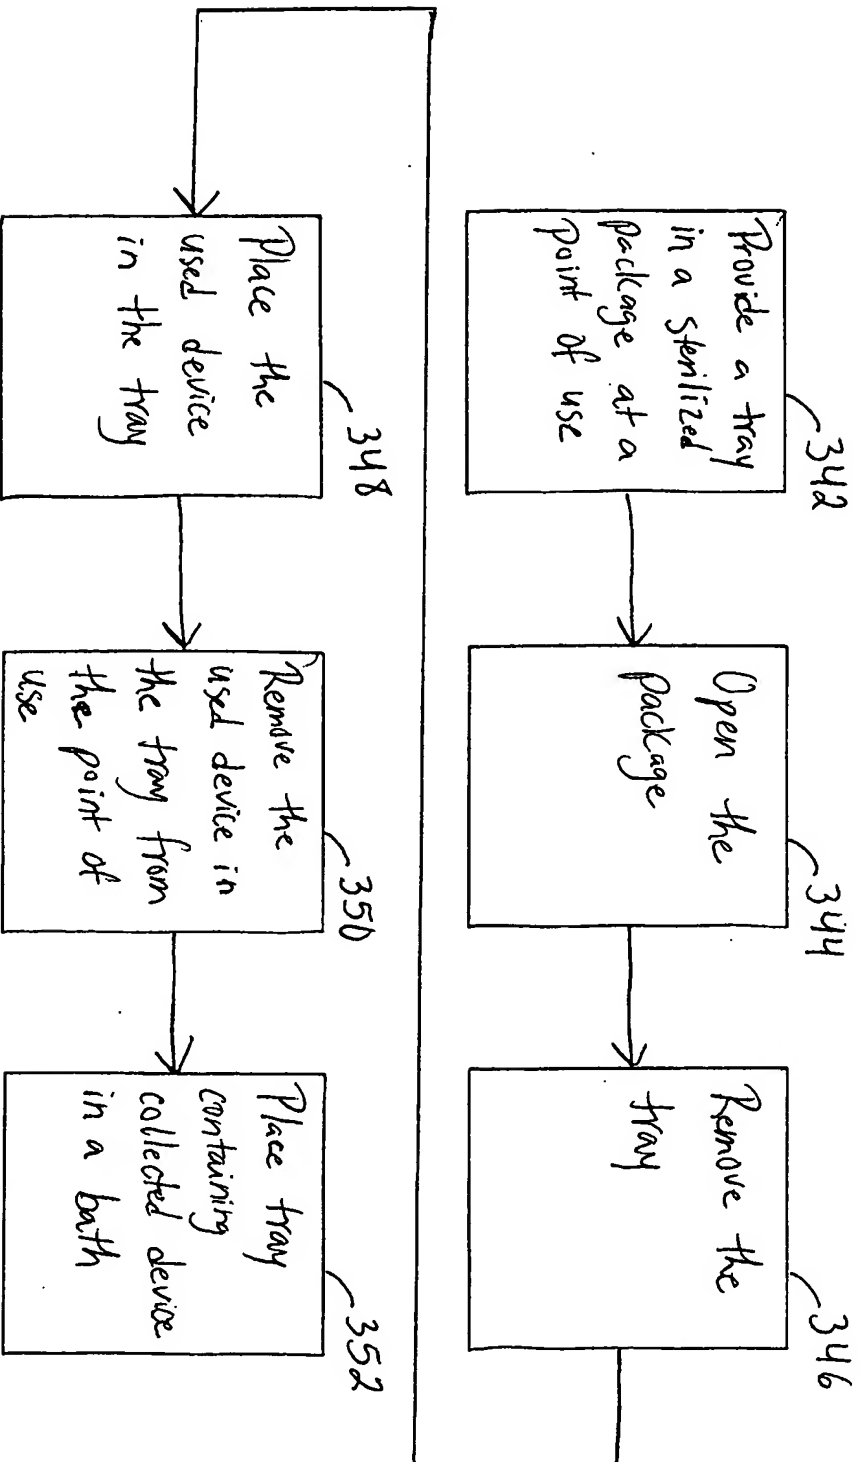 342
Provide a tray
in a sterilized
package at a
point of use
344
Open the
package
346
Remove the
tray
348
Place the
used device
in the tray
350
Remove the
used device in
the tray from
the point of
use
352
Place tray
containing
collected device
in a bath